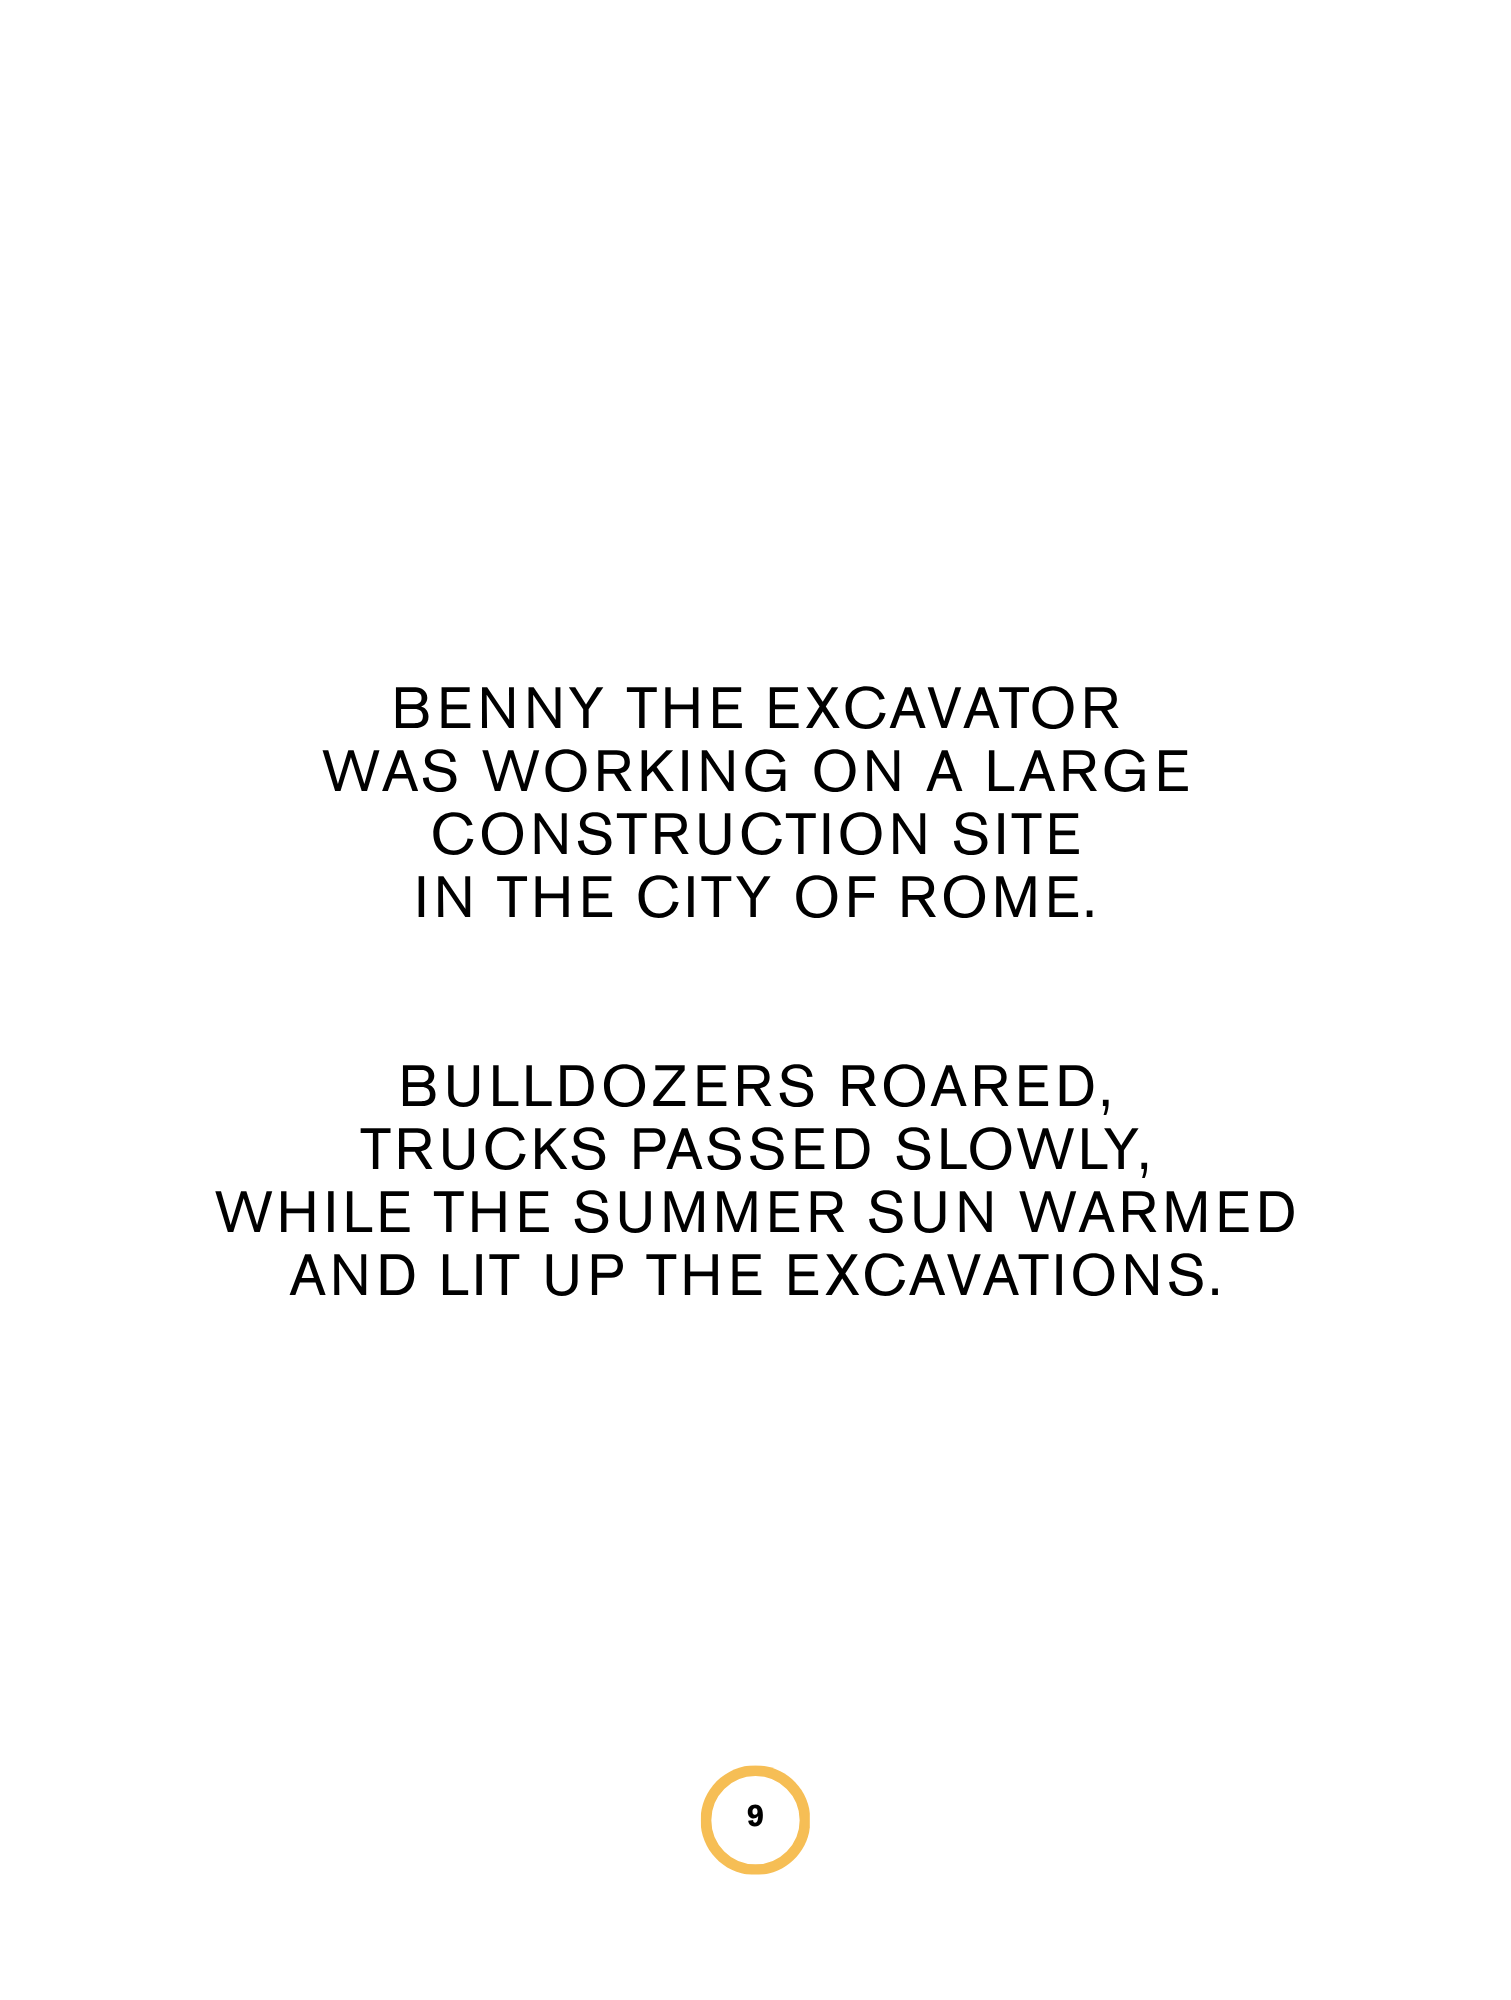 BENNY THE EXCAVATOR
WAS WORKING ON A LARGE
CONSTRUCTION SITE
IN THE CITY OF ROME.
BULLDOZERS ROARED,
TRUCKS PASSED SLOWLY,
WHILE THE SUMMER SUN WARMED
AND LIT UP THE EXCAVATIONS.
9